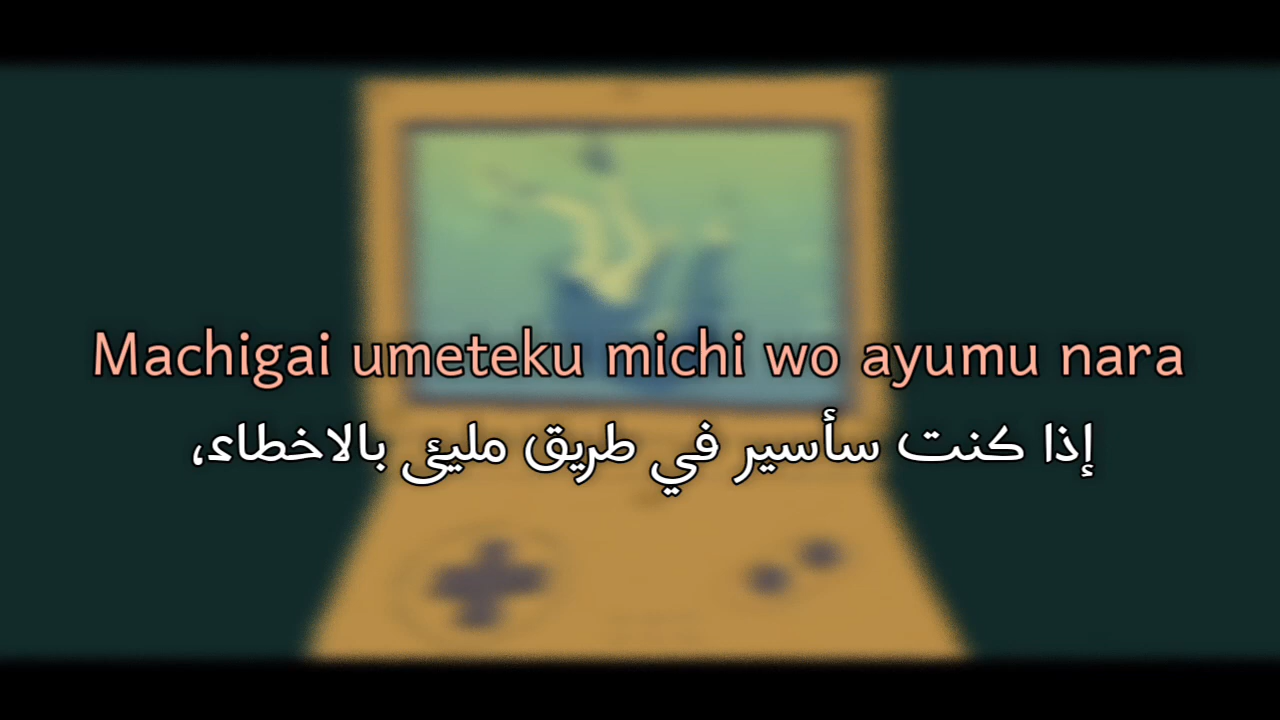 Machigai umeteku michi wo ayumu nara
إذا كنت سأسير في طريق مليئ بالاخطاء،